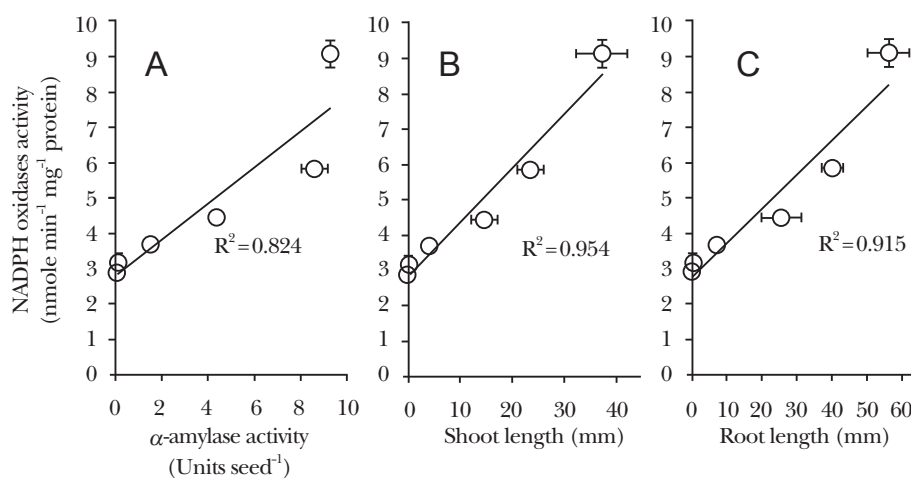 NADPH oxidases activity
(nmole min⁻¹ mg⁻¹ protein)
10
9
8
7
6
5
4
3
2
1
0
A
R²=0.824
0 2 4 6 8 10
α-amylase activity
(Units seed⁻¹)
10
9
8
7
6
5
4
3
2
1
0
B
R²=0.954
0 10 20 30 40
Shoot length (mm)
10
9
8
7
6
5
4
3
2
1
0
C
R²=0.915
0 10 20 30 40 50 60
Root length (mm)